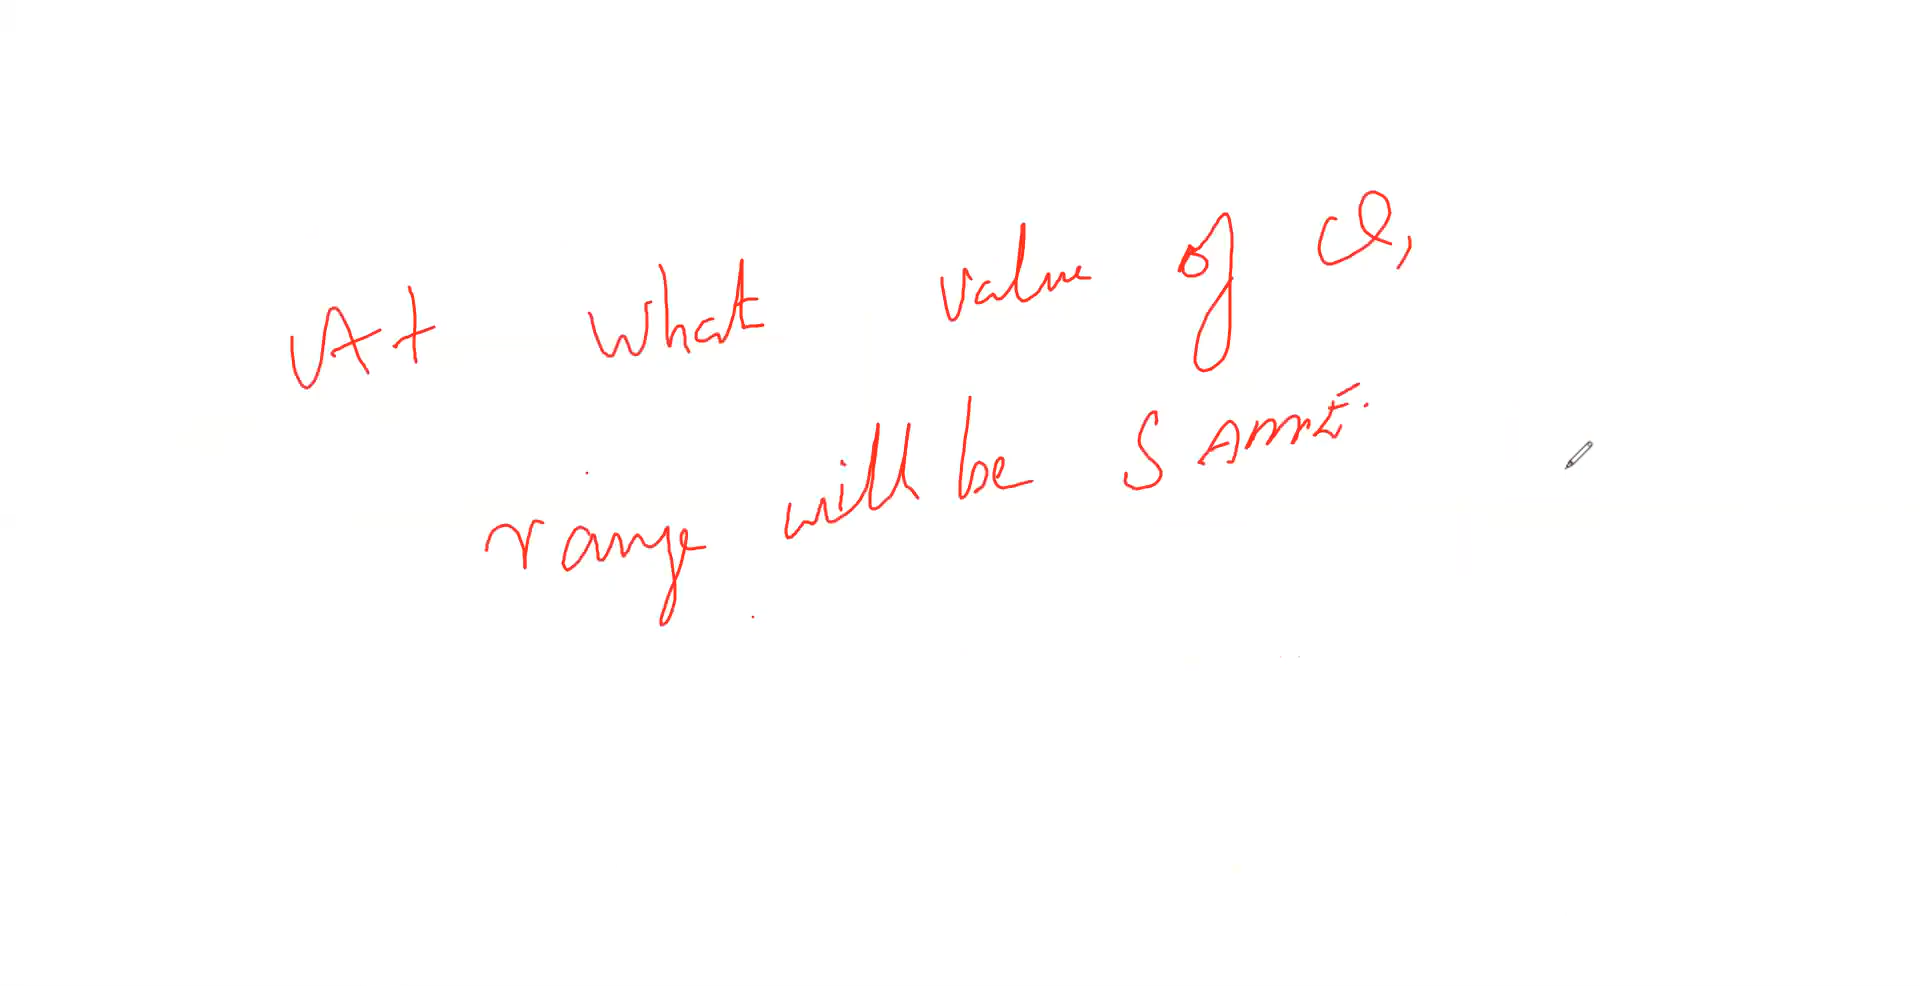 At What value of θ,
range will be SAME.